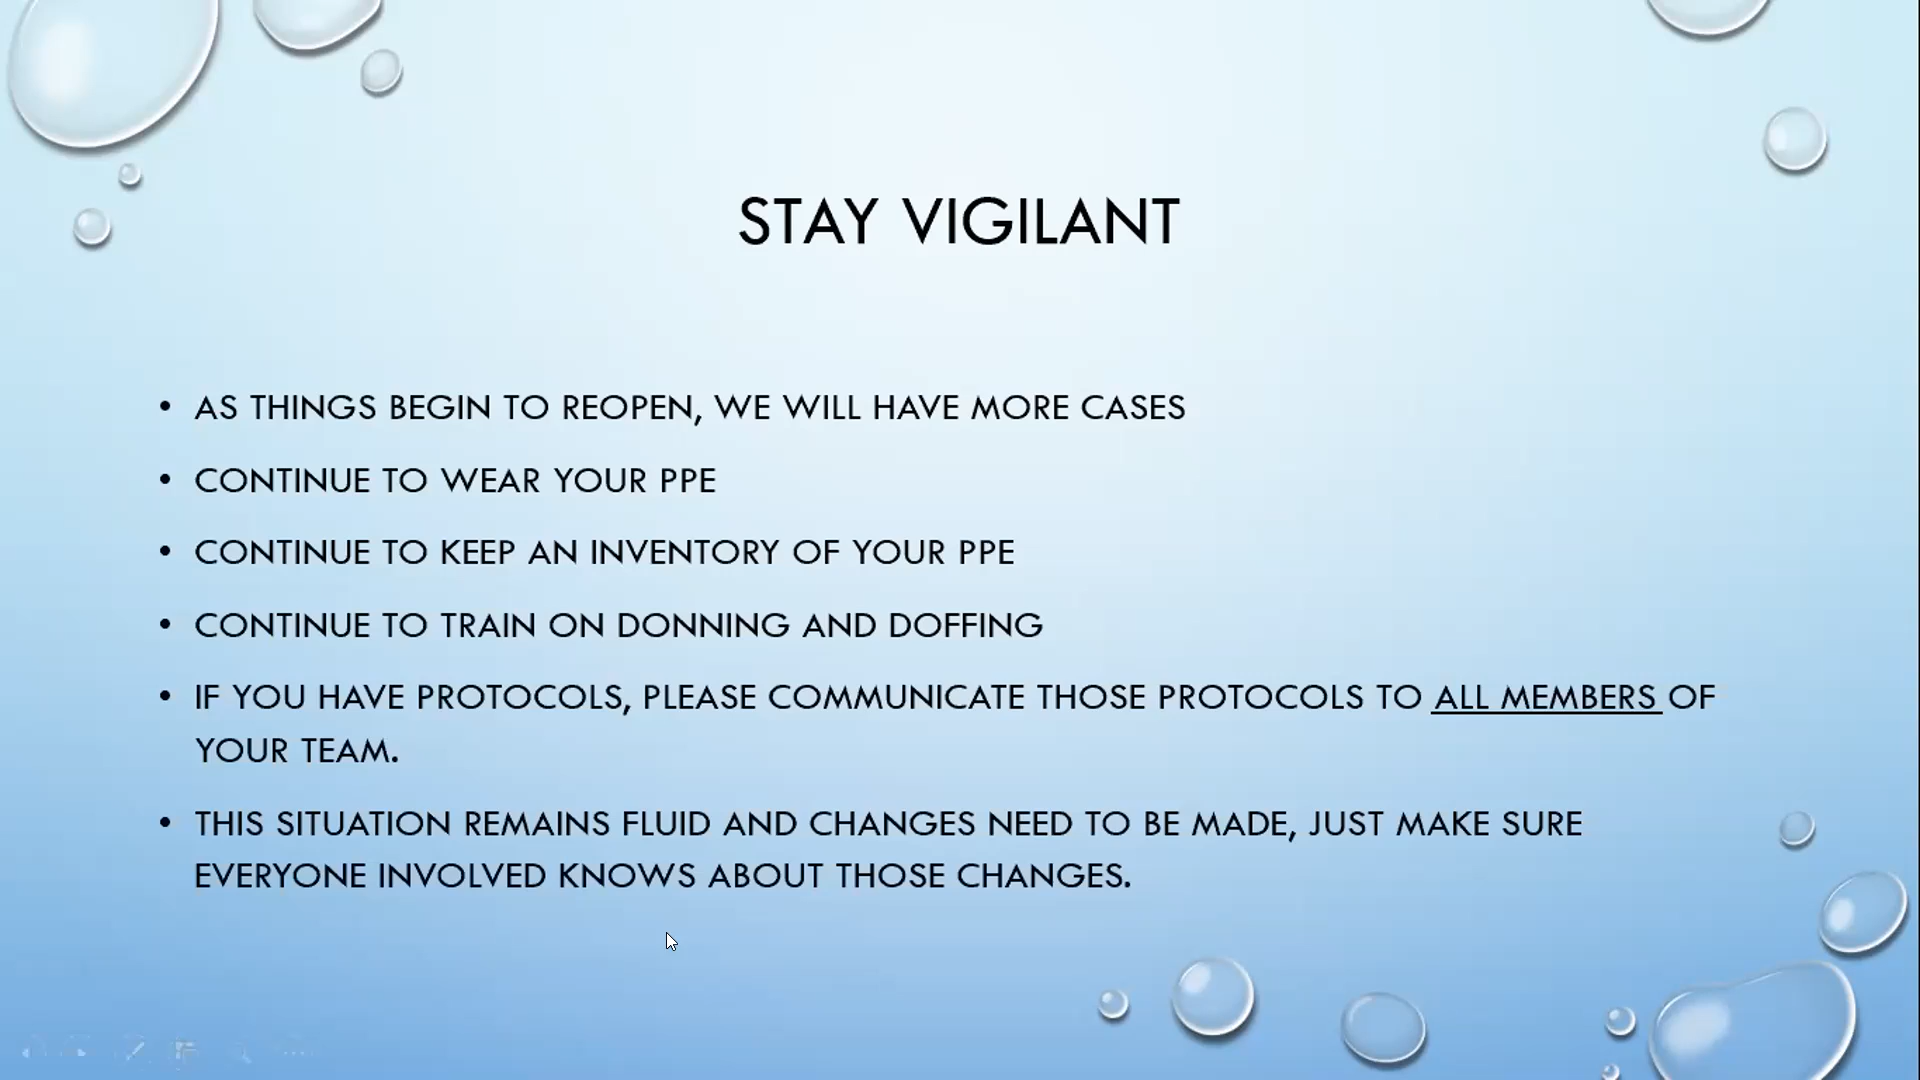 STAY VIGILANT
• AS THINGS BEGIN TO REOPEN, WE WILL HAVE MORE CASES
• CONTINUE TO WEAR YOUR PPE
• CONTINUE TO KEEP AN INVENTORY OF YOUR PPE
• CONTINUE TO TRAIN ON DONNING AND DOFFING
• IF YOU HAVE PROTOCOLS, PLEASE COMMUNICATE THOSE PROTOCOLS TO ALL MEMBERS OF
YOUR TEAM.
• THIS SITUATION REMAINS FLUID AND CHANGES NEED TO BE MADE, JUST MAKE SURE
EVERYONE INVOLVED KNOWS ABOUT THOSE CHANGES.